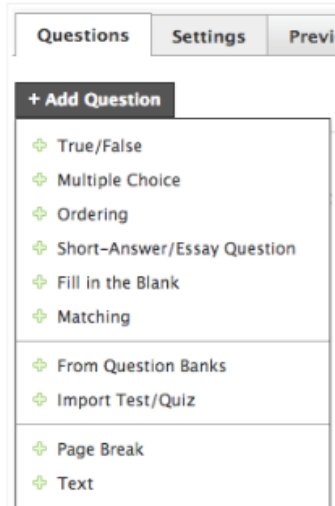 Questions Settings Previ
+ Add Question
True/False
Multiple Choice
Ordering
Short-Answer/Essay Question
Fill in the Blank
Matching
From Question Banks
Import Test/Quiz
Page Break
Text